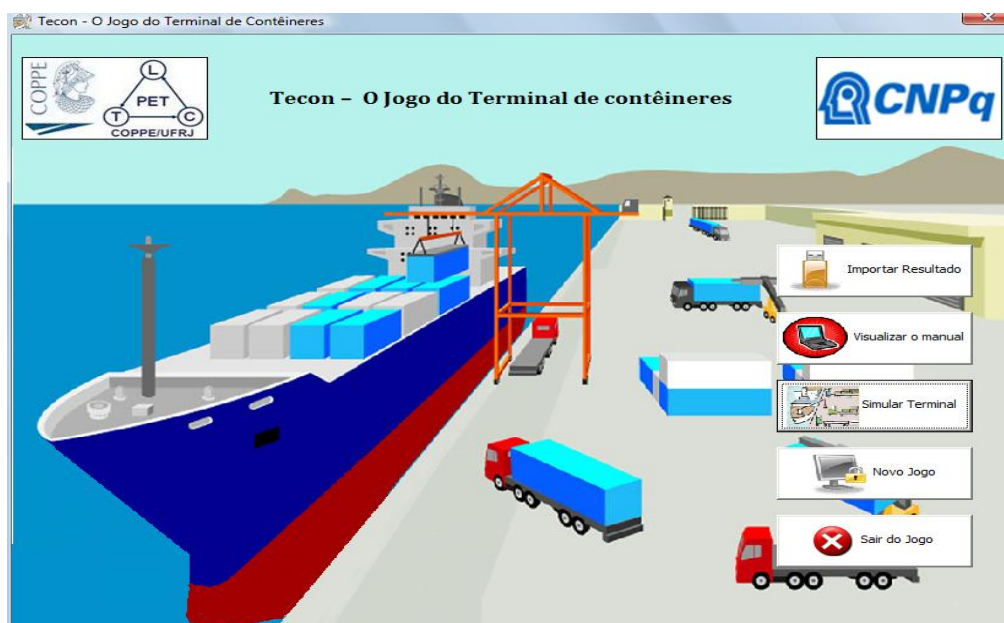 Tecon - O Jogo do Terminal de Contêineres
COPPE
L
PET
T
C
COPPE/UFRJ
Tecon – O Jogo do Terminal de contêineres
CNPq
Importar Resultado
Visualizar o manual
Simular Terminal
Novo Jogo
Sair do Jogo